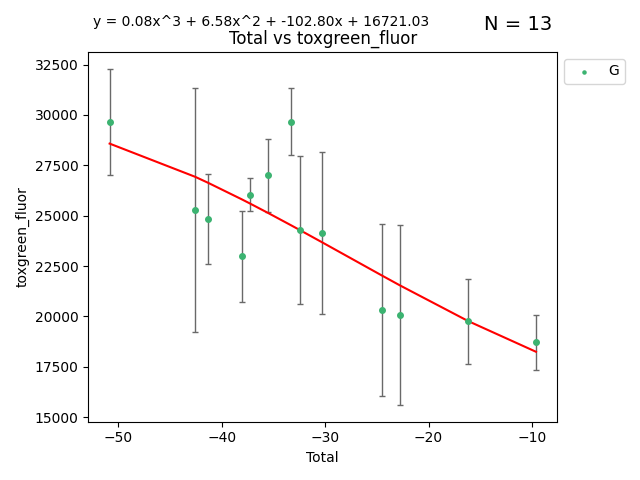 y = 0.08x^3 + 6.58x^2 + -102.80x + 16721.03
N = 13
Total vs toxgreen_fluor
G
32500
30000
27500
25000
22500
20000
17500
15000
toxgreen_fluor
−50
−40
−30
−20
−10
Total